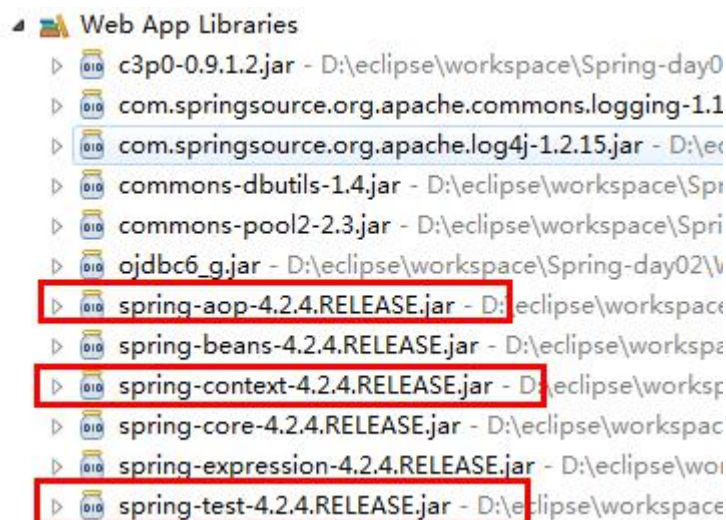 Web App Libraries
c3p0-0.9.1.2.jar - D:\eclipse\workspace\Spring-day0
com.springsource.org.apache.commons.logging-1.1
com.springsource.org.apache.log4j-1.2.15.jar - D:\ec
commons-dbutils-1.4.jar - D:\eclipse\workspace\Spr
commons-pool2-2.3.jar - D:\eclipse\workspace\Spri
ojdbc6_g.jar - D:\eclipse\workspace\Spring-day02\W
spring-aop-4.2.4.RELEASE.jar - D:\eclipse\workspace
spring-beans-4.2.4.RELEASE.jar - D:\eclipse\workspa
spring-context-4.2.4.RELEASE.jar - D:\eclipse\worksp
spring-core-4.2.4.RELEASE.jar - D:\eclipse\workspac
spring-expression-4.2.4.RELEASE.jar - D:\eclipse\wor
spring-test-4.2.4.RELEASE.jar - D:\eclipse\workspace